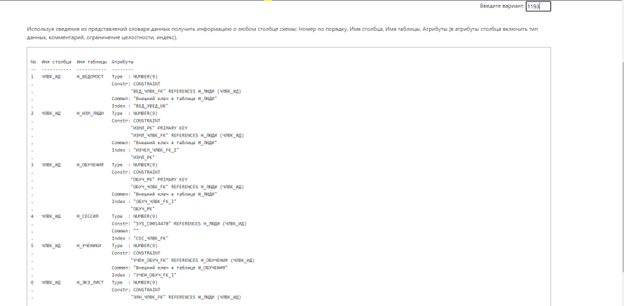 Введите вариант: 1193
Используя сведения из представлений словаря данных получить информацию о любом столбце схемы: Номер по порядку, Имя столбца, Имя таблицы, Атрибуты (в атрибуты столбца включить тип
данных, комментарий, ограничение целостности, индекс).
No Имя столбца Имя таблицы Атрибуты
-- ----------- ----------- --------
1 ЧЛВК_ИД Н_ВЕДОМОСТ Type : NUMBER(9)
. Constr: CONSTRAINT
. "ВЕД_ЧЛВК_FK" REFERENCES Н_ЛЮДИ (ЧЛВК_ИД)
. Commen: "Внешний ключ к таблице Н_ЛЮДИ"
. Index :
2 ЧЛВК_ИД Н_ИЗМ_ЛЮДИ Type : NUMBER(9)
. Constr: CONSTRAINT
. PRIMARY KEY
. REFERENCES Н_ЛЮДИ (ЧЛВК_ИД)
. Commen: "Внешний ключ к таблице Н_ЛЮДИ"
. Index :
.
3 ЧЛВК_ИД Н_ОБУЧЕНИЯ Type : NUMBER(9)
. Constr: CONSTRAINT
. "ОБУЧ_PK" PRIMARY KEY
. "ОБУЧ_ЧЛВК_FK" REFERENCES Н_ЛЮДИ (ЧЛВК_ИД)
. Commen: "Внешний ключ к таблице Н_ЛЮДИ"
. Index : "ОБУЧ_ЧЛВК_FK_I"
. "ОБУЧ_PK"
4 ЧЛВК_ИД Н_СЕССИЯ Type : NUMBER(9)
. Constr: "SYS_C0014470" REFERENCES Н_ЛЮДИ (ЧЛВК_ИД)
. Commen: ""
. Index : "СЕС_ЧЛВК_FK"
5 ЧЛВК_ИД Н_УЧЕНИКИ Type : NUMBER(9)
. Constr: CONSTRAINT
. "УЧЕН_ОБУЧ_FK" REFERENCES Н_ОБУЧЕНИЯ (ЧЛВК_ИД)
. Commen: "Внешний ключ к таблице Н_ОБУЧЕНИЯ"
. Index : "УЧЕН_ОБУЧ_FK_I"
6 ЧЛВК_ИД Н_ЭКЗ_ЛИСТ Type : NUMBER(9)
. Constr: CONSTRAINT
. "ЭЛН_ЧЛВК_FK" REFERENCES Н_ЛЮДИ (ЧЛВК_ИД)